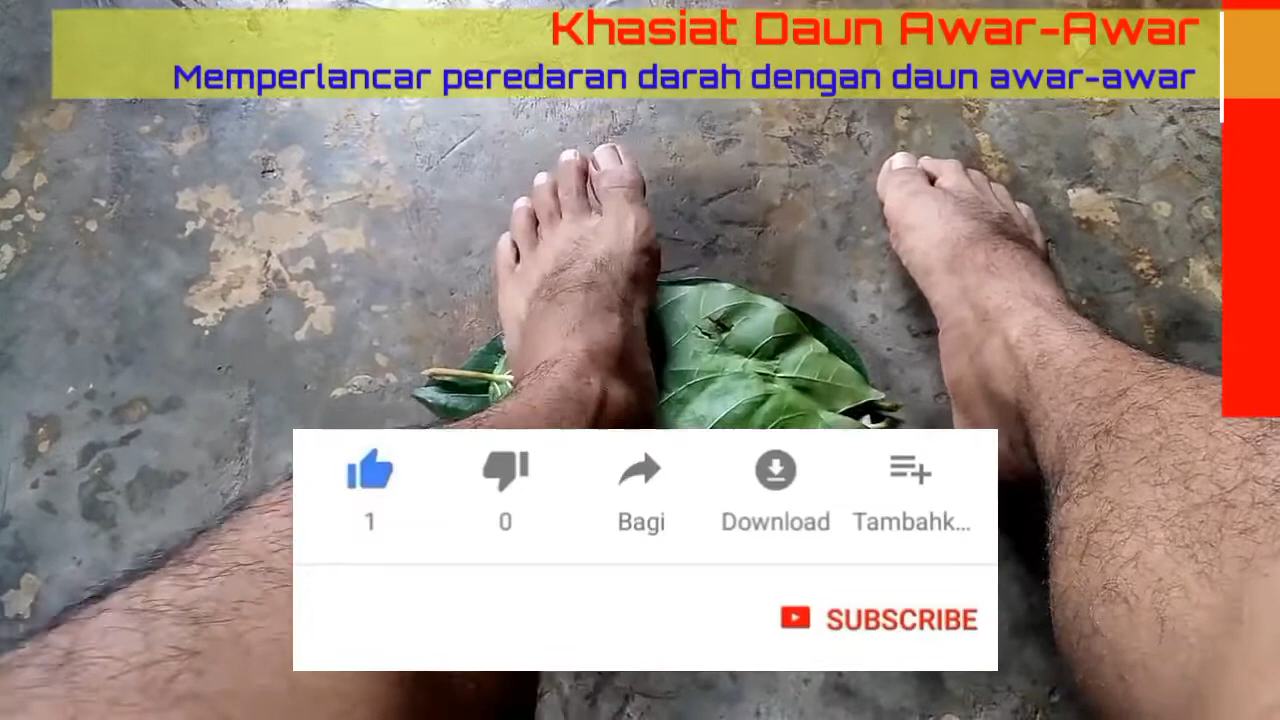 Khasiat Daun Awar-Awar
Memperlancar peredaran darah dengan daun awar-awar
1 0 Bagi Download Tambahk...
SUBSCRIBE